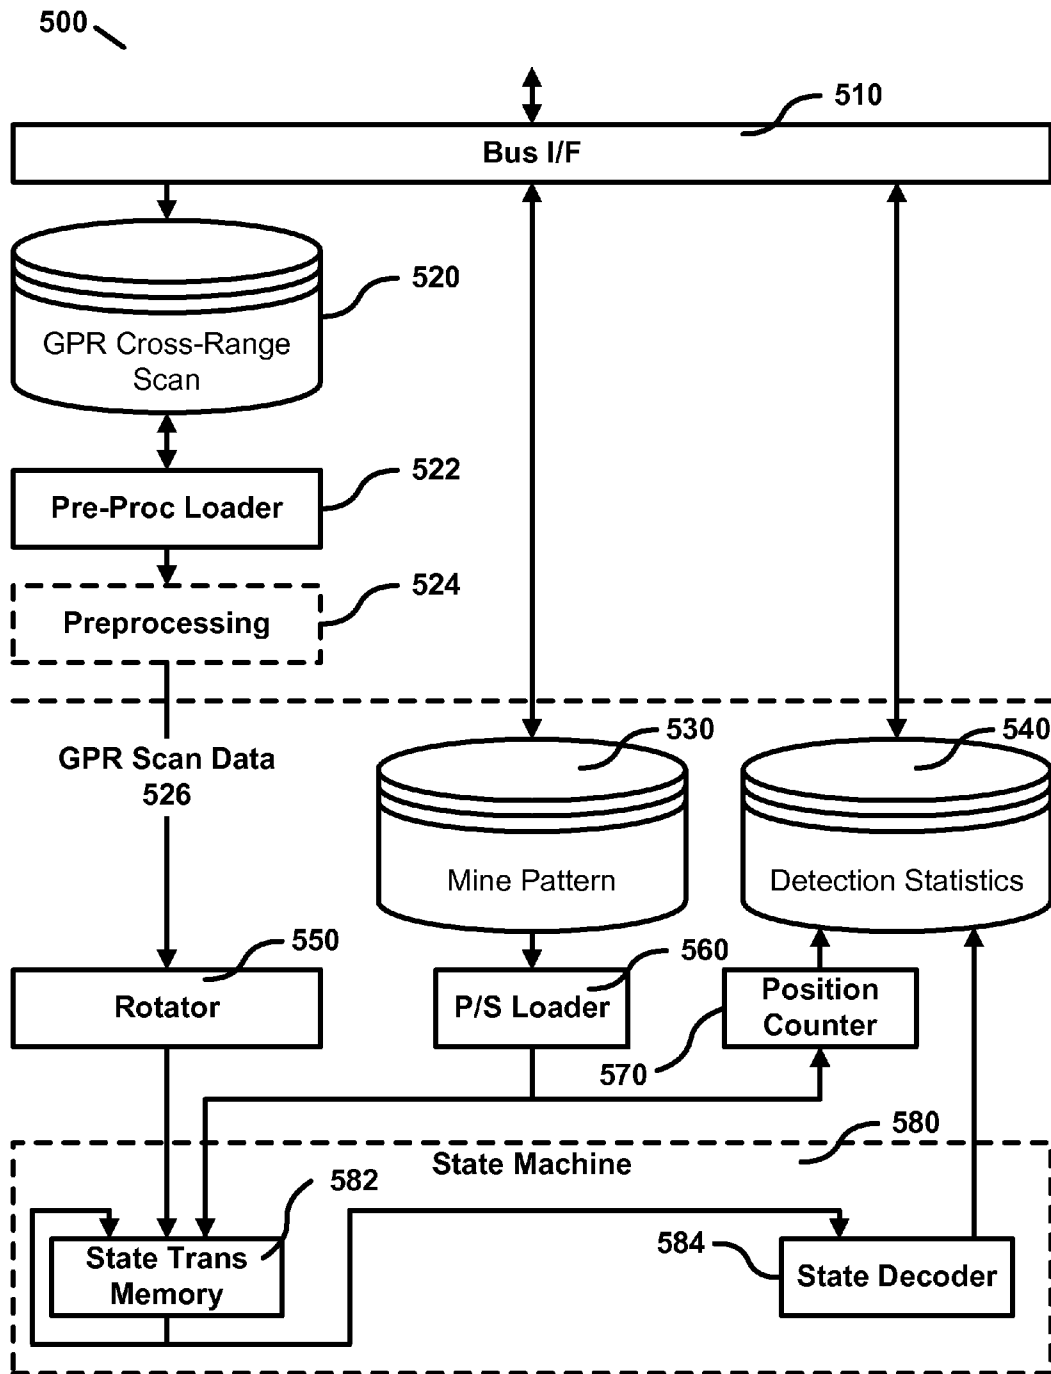 500
510
Bus I/F
520
GPR Cross-Range
Scan
522
Pre-Proc Loader
524
Preprocessing
GPR Scan Data
526
530
Mine Pattern
540
Detection Statistics
550
Rotator
560
P/S Loader
Position
Counter
570
580
State Machine
582
State Trans
Memory
584
State Decoder